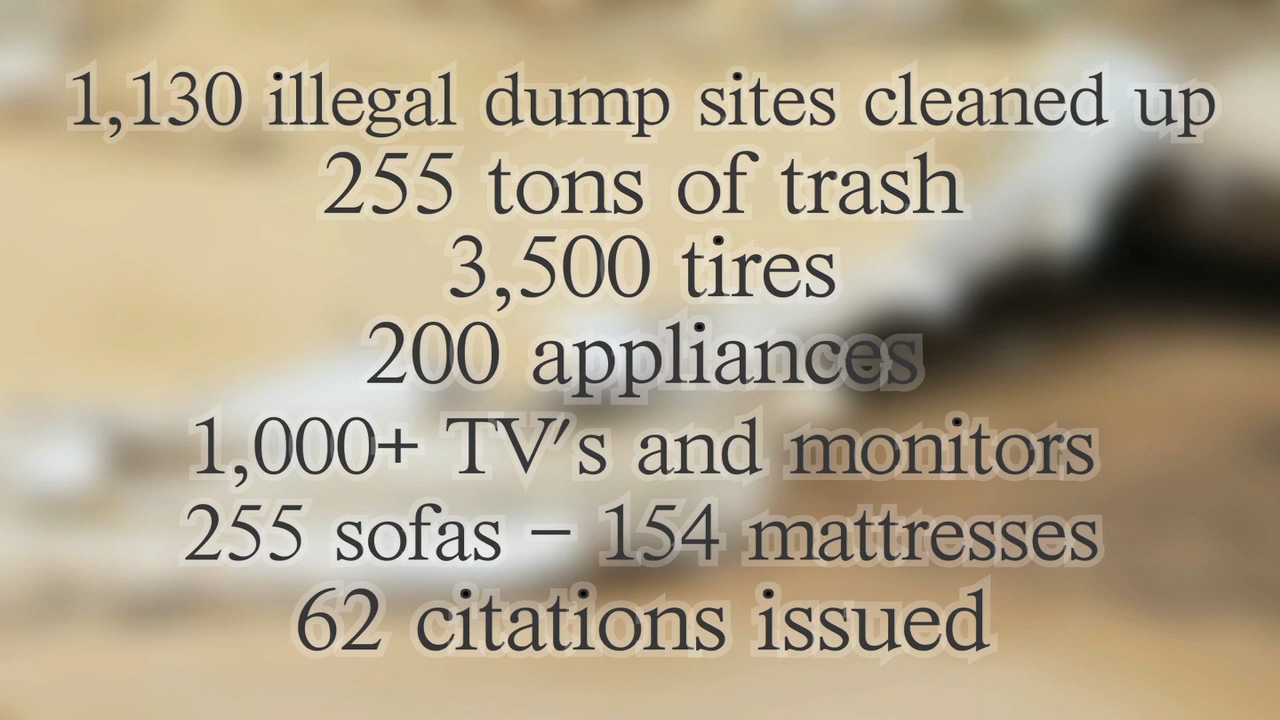 1,130 illegal dump sites cleaned up
255 tons of trash
3,500 tires
200 appliances
1,000+ TV's and monitors
255 sofas - 154 mattresses
62 citations issued